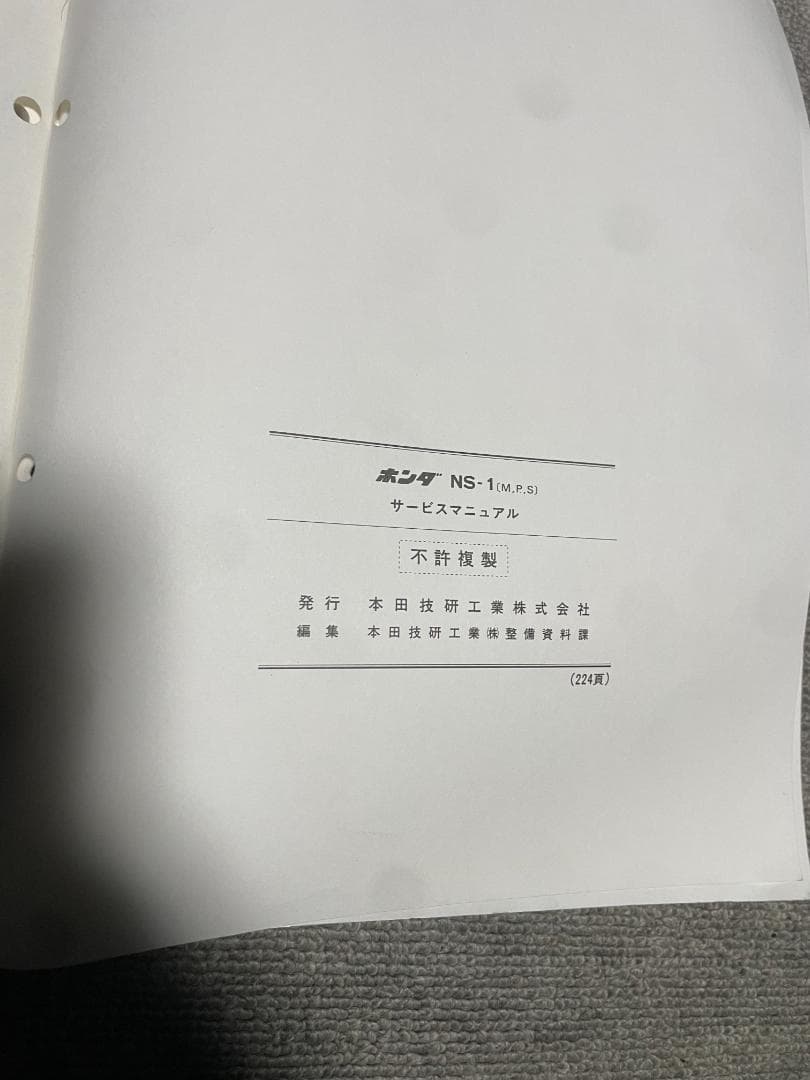 ホンダ NS-1(M,P,S)
サービスマニュアル
不許複製
発行 本田技研工業株式会社
編集 本田技研工業㈱整備資料課
(224頁)